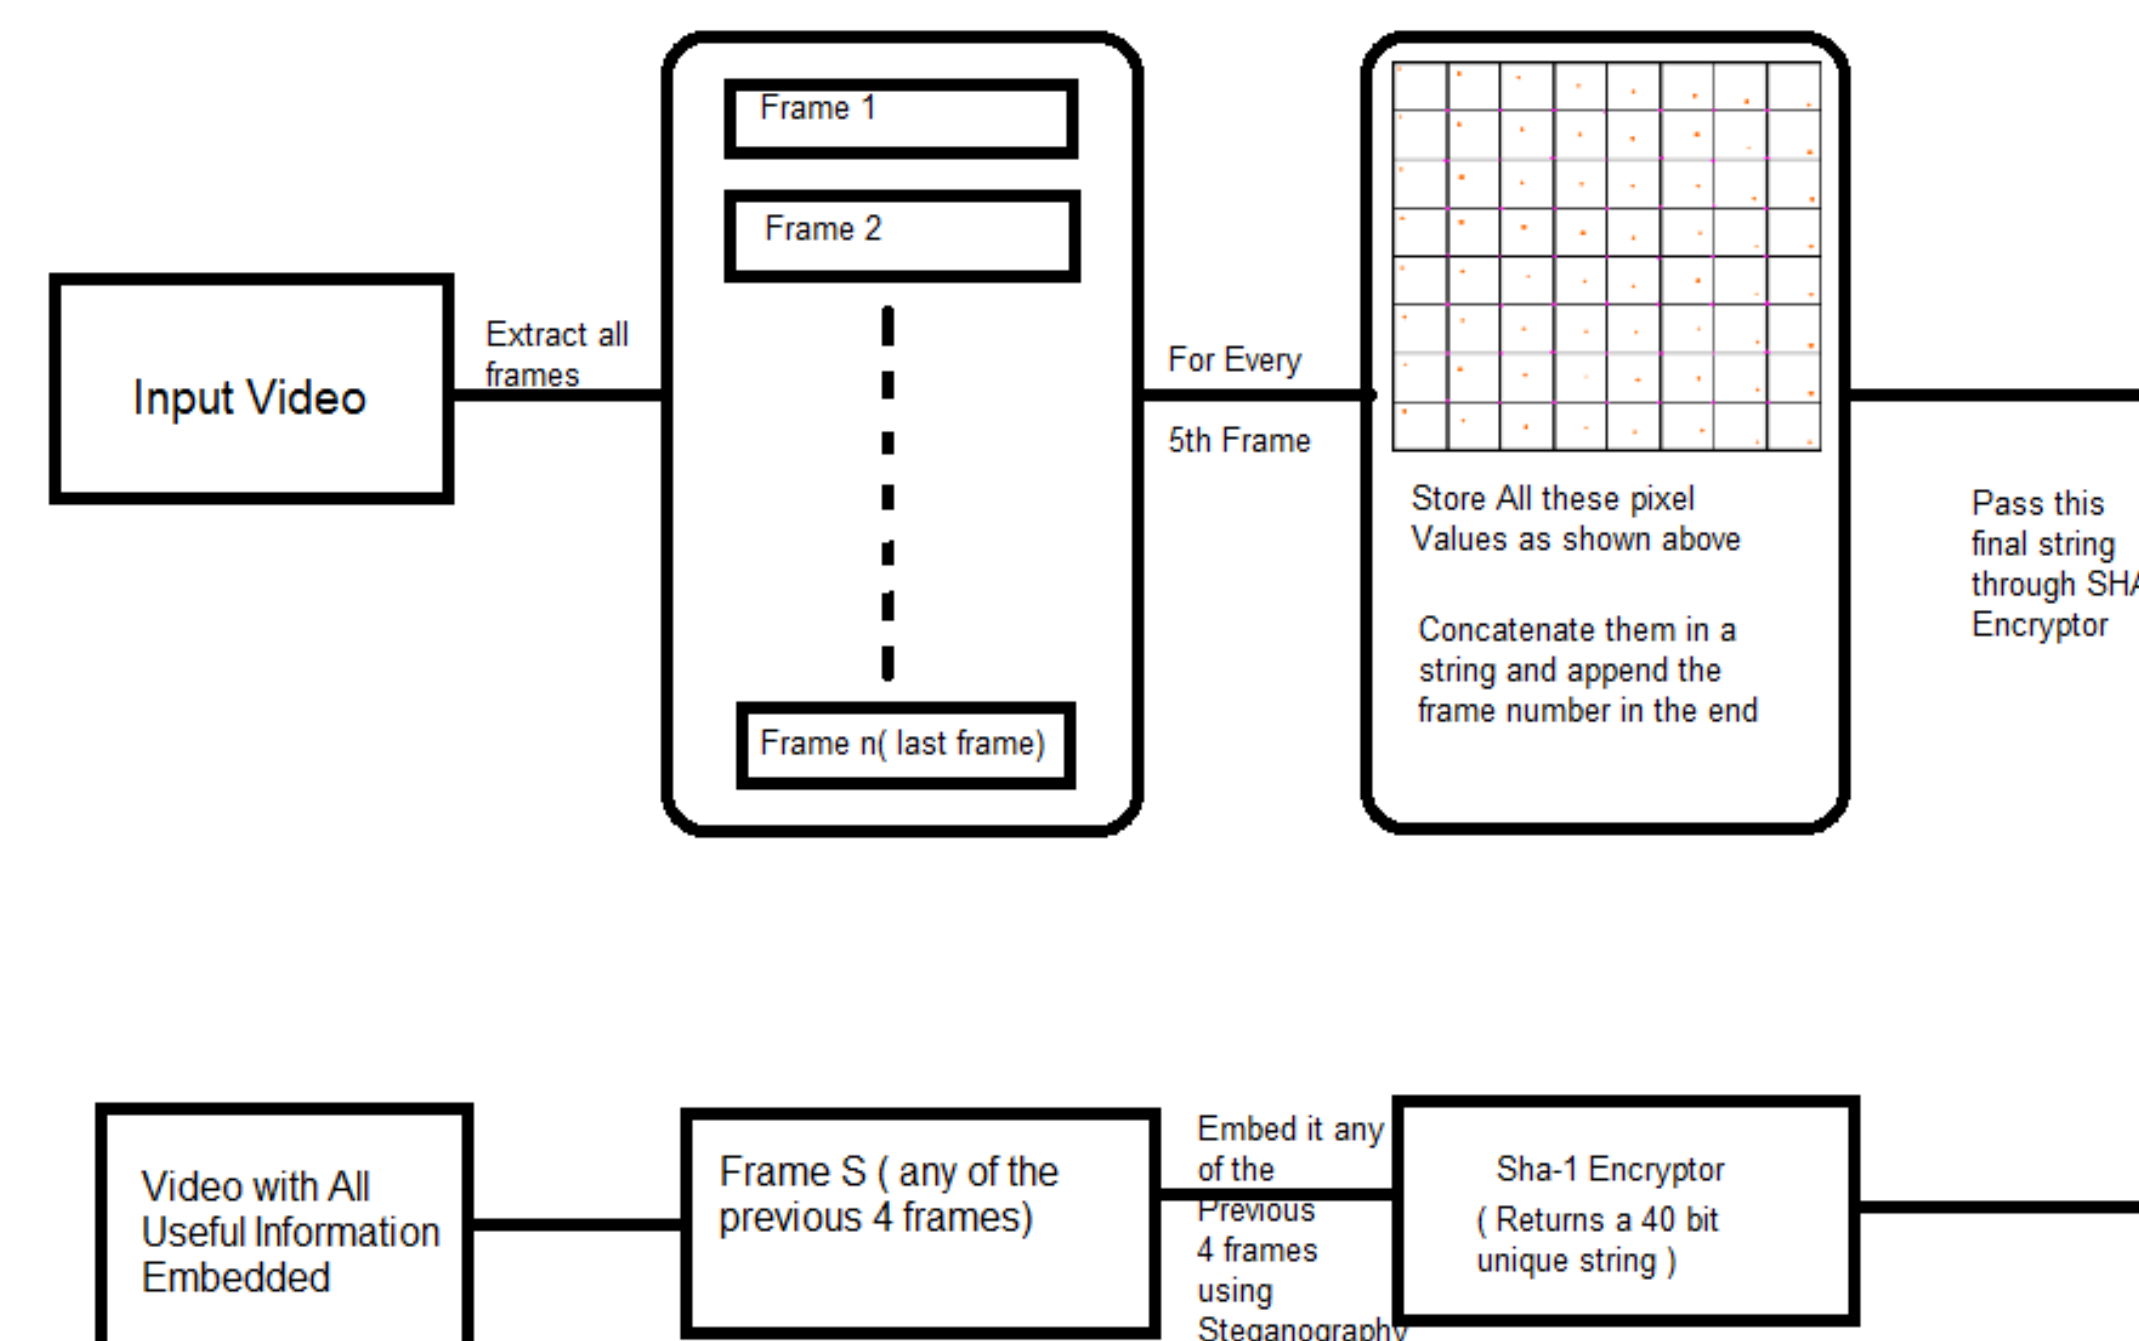 Frame 1
Frame 2
Frame n( last frame)
Input Video
Extract all
frames
For Every
5th Frame
Store All these pixel
Values as shown above
Concatenate them in a
string and append the
frame number in the end
Pass this
final string
through SHA
Encryptor
Video with All
Useful Information
Embedded
Frame S ( any of the
previous 4 frames)
Embed it any
of the
Previous
4 frames
using
Steganography
Sha-1 Encryptor
( Returns a 40 bit
unique string )